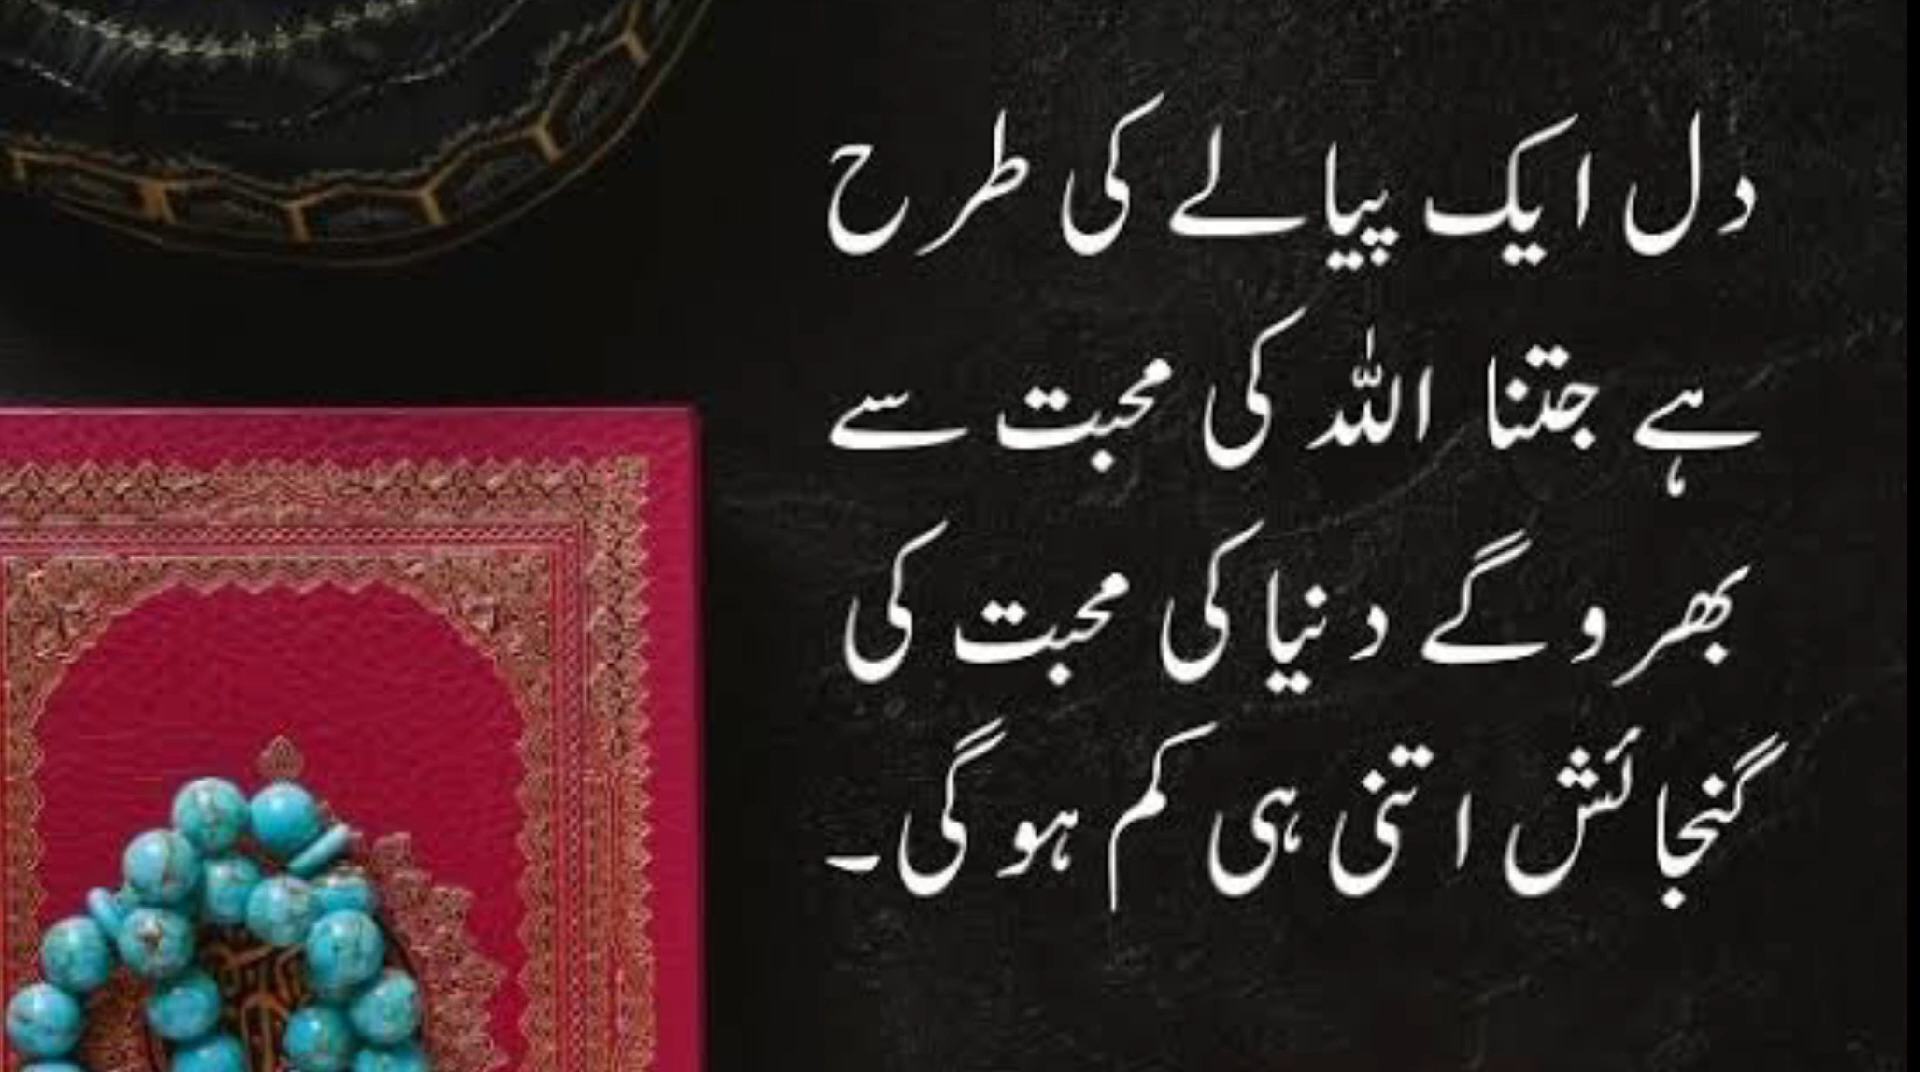 دل ایک پیالے کی طرح
ہے جتنا اللہ کی محبت سے
بھرو گے دنیا کی محبت کی
گنجائش اتنی ہی کم ہو گی۔